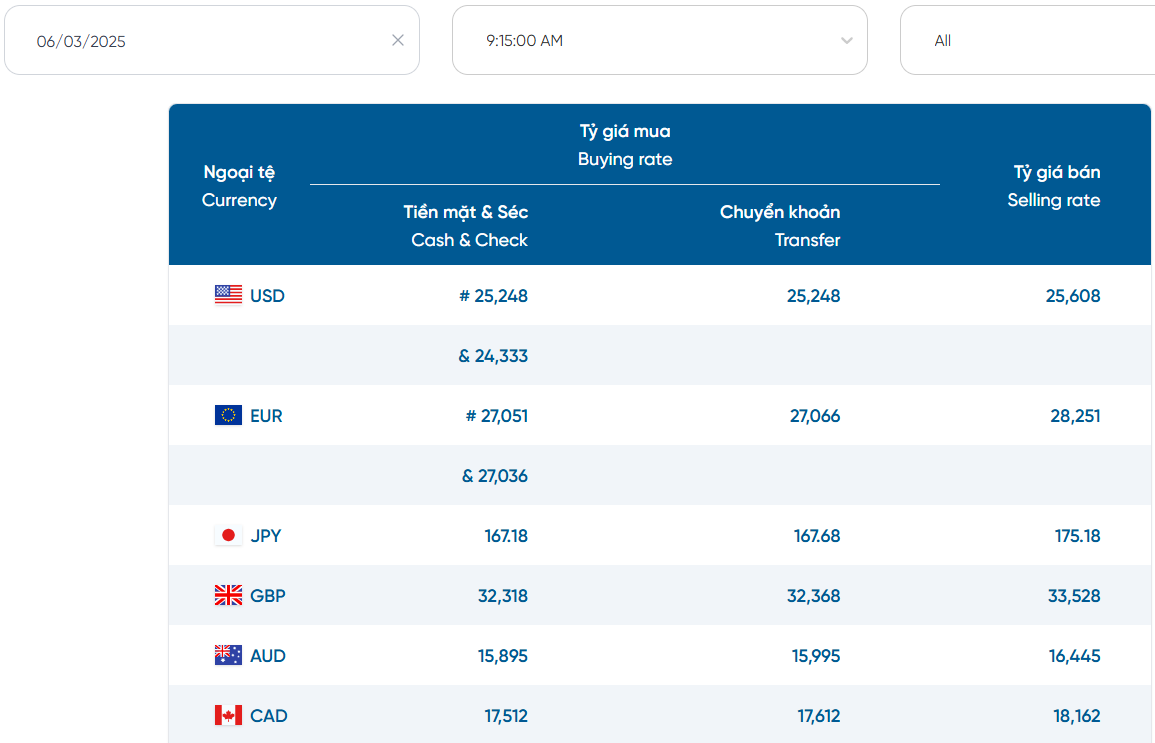 06/03/2025 9:15:00 AM All
Tỷ giá mua
Buying rate
Ngoại tệ Tỷ giá bán
Currency Selling rate
Tiền mặt & Séc Chuyển khoản
Cash & Check Transfer
USD # 25,248 25,248 25,608
& 24,333
EUR # 27,051 27,066 28,251
& 27,036
JPY 167.18 167.68 175.18
GBP 32,318 32,368 33,528
AUD 15,895 15,995 16,445
CAD 17,512 17,612 18,162